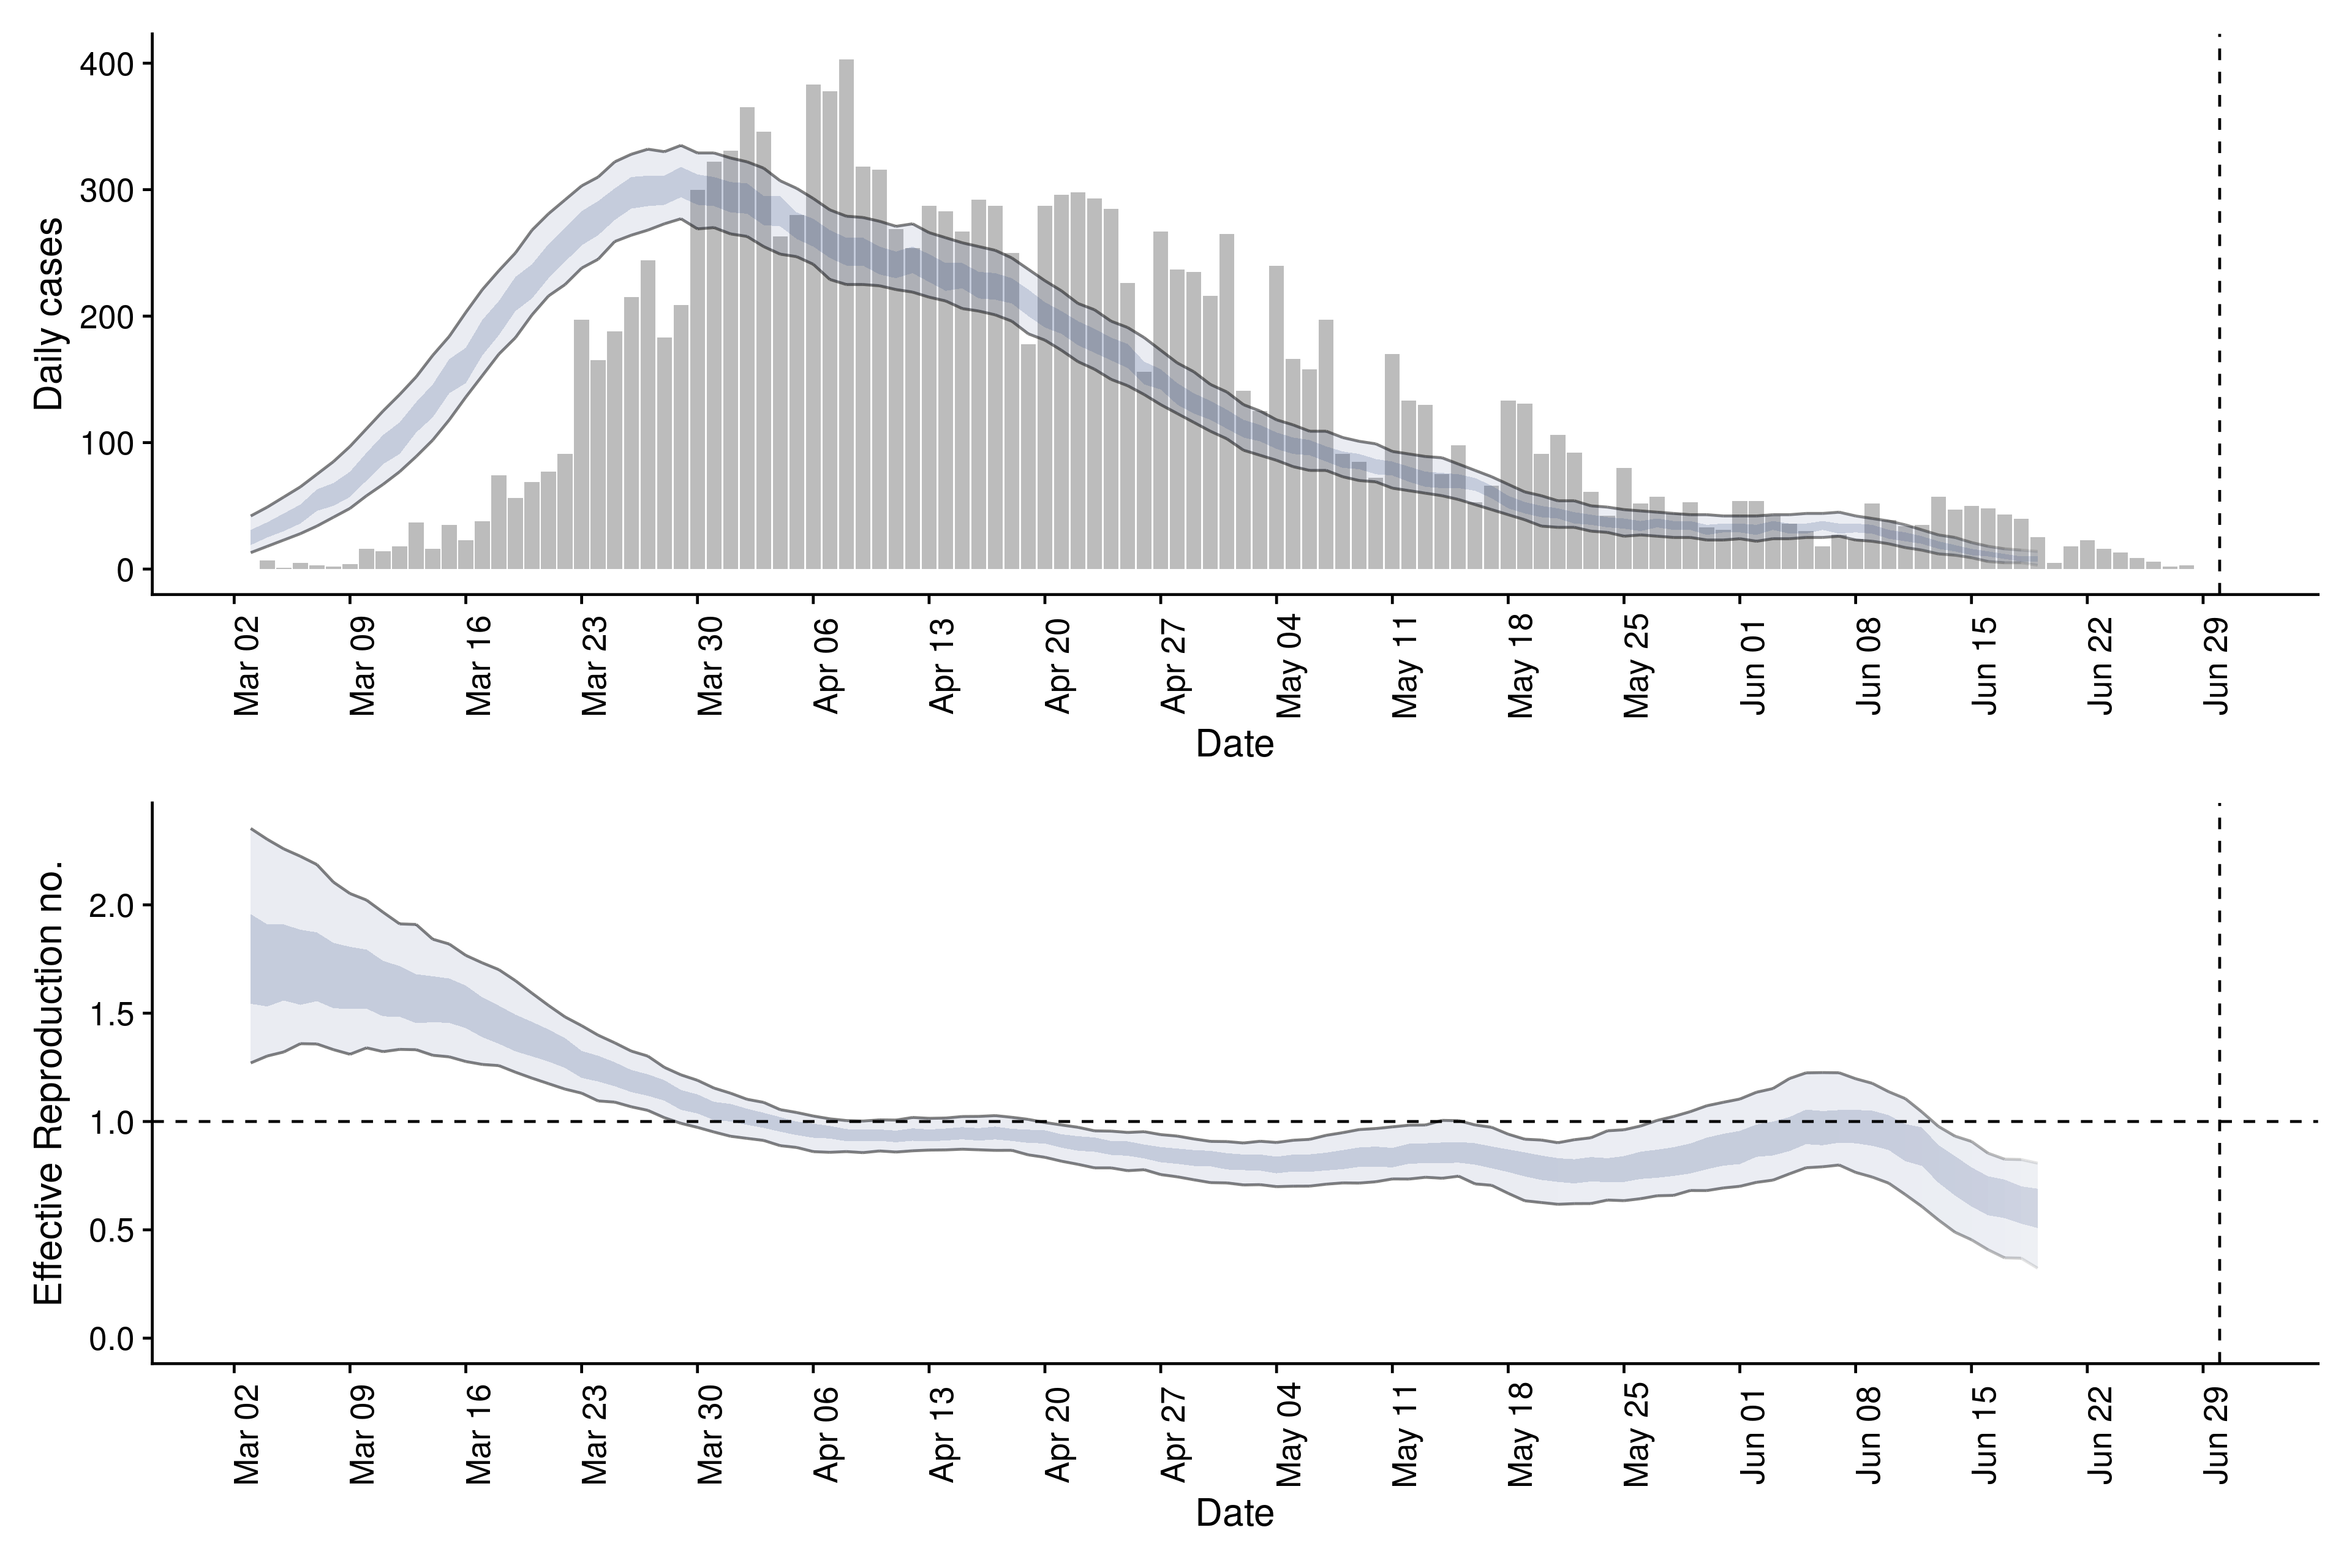 Daily cases
400
300
200
100
0
Mar 02
Mar 09
Mar 16
Mar 23
Mar 30
Apr 06
Apr 13
Apr 20
Apr 27
May 04
May 11
May 18
May 25
Jun 01
Jun 08
Jun 15
Jun 22
Jun 29
Date
Effective Reproduction no.
2.0
1.5
1.0
0.5
0.0
Mar 02
Mar 09
Mar 16
Mar 23
Mar 30
Apr 06
Apr 13
Apr 20
Apr 27
May 04
May 11
May 18
May 25
Jun 01
Jun 08
Jun 15
Jun 22
Jun 29
Date